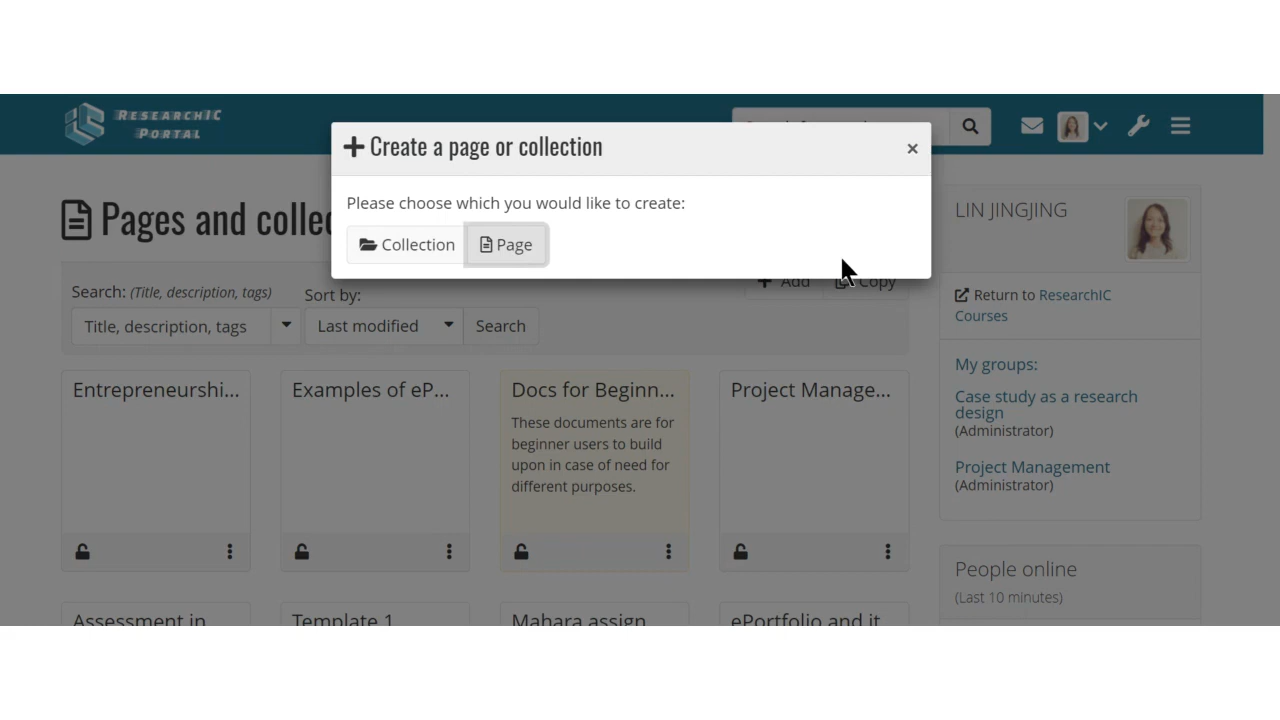 RESEARCHIC
PORTAL
Create a page or collection
×
Please choose which you would like to create:
Collection
Page
Pages and collec
LIN JINGJING
Search: (Title, description, tags)
Sort by:
Add
Copy
Title, description, tags
Last modified
Search
Return to ResearchIC
Courses
My groups:
Case study as a research
design
(Administrator)
Project Management
(Administrator)
Entrepreneurshi...
Examples of eP...
Docs for Beginn...
These documents are for
beginner users to build
upon in case of need for
different purposes.
Project Manage...
People online
(Last 10 minutes)
Assessment in
Template 1
Mahara assign
ePortfolio and it